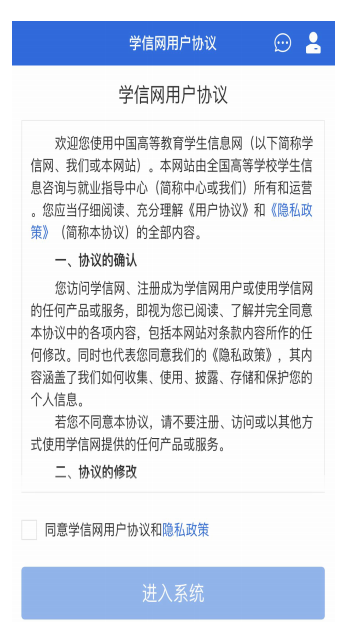 学信网用户协议
学信网用户协议
欢迎您使用中国高等教育学生信息网（以下简称学
信网、我们或本网站）。本网站由全国高等学校学生信
息咨询与就业指导中心（简称中心或我们）所有和运营
。您应当仔细阅读、充分理解《用户协议》和《隐私政
策》（简称本协议）的全部内容。
一、协议的确认
您访问学信网、注册成为学信网用户或使用学信网
的任何产品或服务，即视为您已阅读、了解并完全同意
本协议中的各项内容，包括本网站对条款内容所作的任
何修改。同时也代表您同意我们的《隐私政策》，其内
容涵盖了我们如何收集、使用、披露、存储和保护您的
个人信息。
若您不同意本协议，请不要注册、访问或以其他方
式使用学信网提供的任何产品或服务。
二、协议的修改
同意学信网用户协议和隐私政策
进入系统